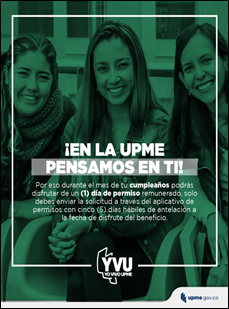 ¡EN LA UPME
PENSAMOS EN TI!
Por eso durante el mes de tu cumpleaños podrás
disfrutar de un (1) día de permiso remunerado, solo
debes enviar la solicitud a través del aplicativo de
permisos con cinco (5) días hábiles de antelación a
la fecha de disfrute del beneficio.
YVU
YO VIVO UPME
upme.gov.co